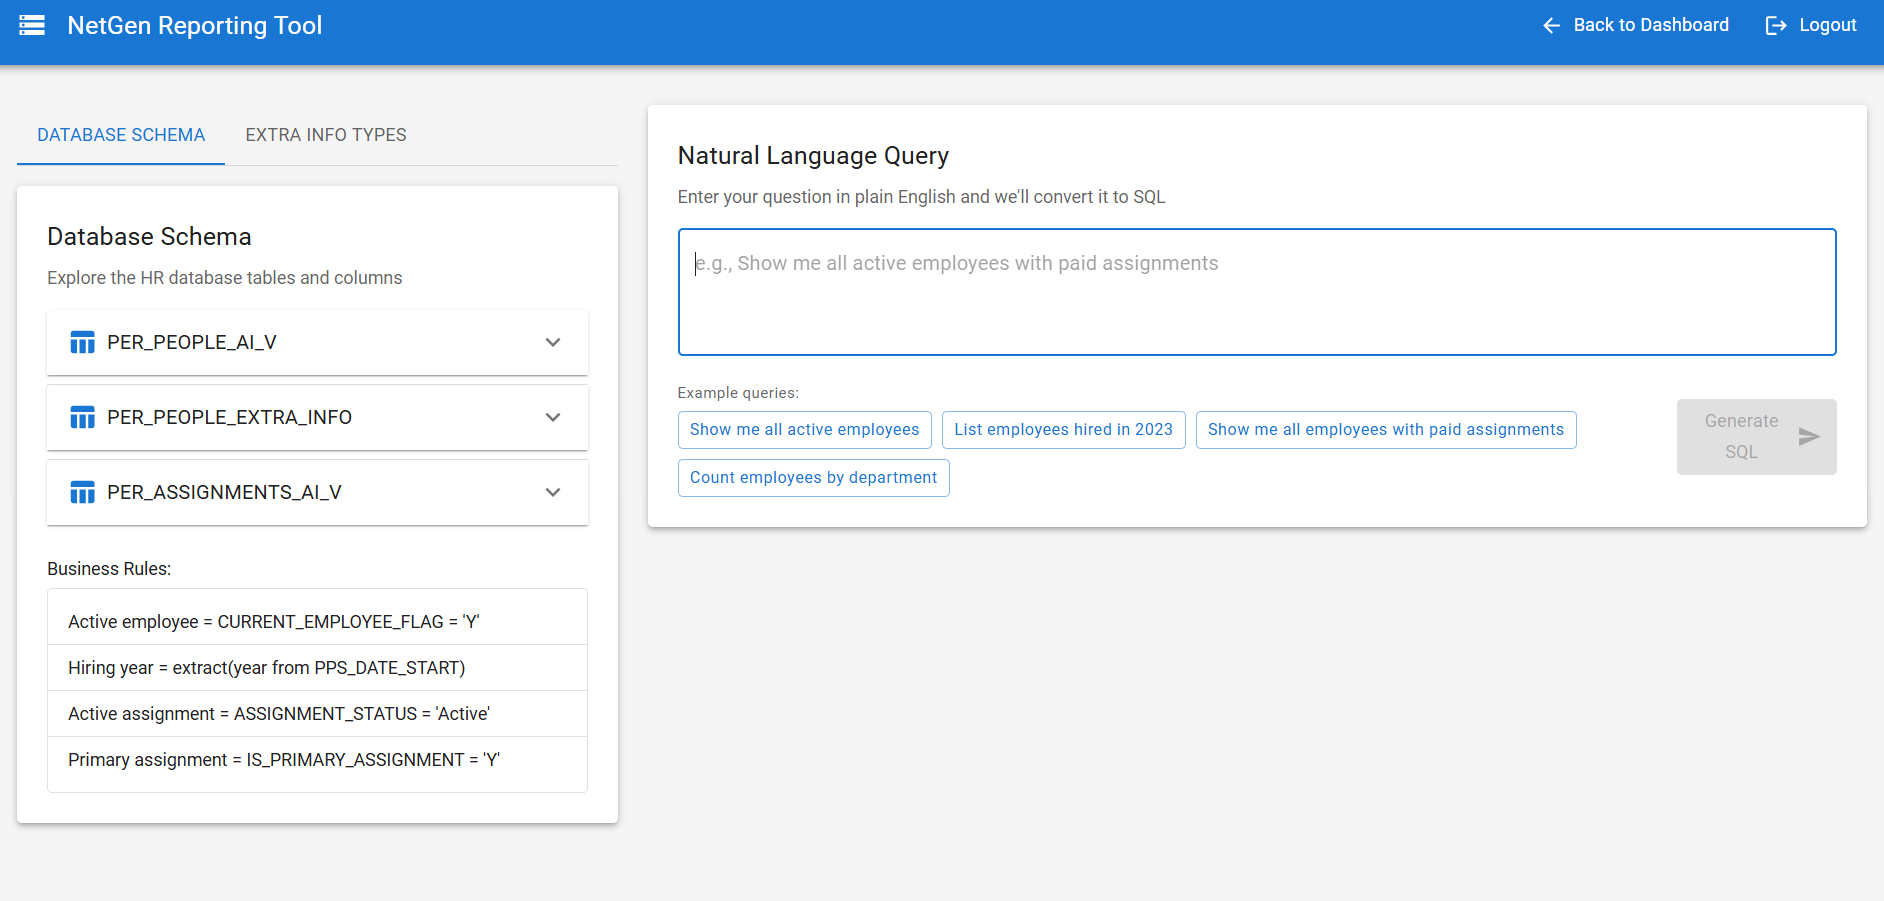 NetGen Reporting Tool
Back to Dashboard
Logout
DATABASE SCHEMA
EXTRA INFO TYPES
Database Schema
Explore the HR database tables and columns
PER_PEOPLE_AI_V
PER_PEOPLE_EXTRA_INFO
PER_ASSIGNMENTS_AI_V
Business Rules:
Active employee = CURRENT_EMPLOYEE_FLAG = 'Y'
Hiring year = extract(year from PPS_DATE_START)
Active assignment = ASSIGNMENT_STATUS = 'Active'
Primary assignment = IS_PRIMARY_ASSIGNMENT = 'Y'
Natural Language Query
Enter your question in plain English and we'll convert it to SQL
e.g., Show me all active employees with paid assignments
Example queries:
Show me all active employees
List employees hired in 2023
Show me all employees with paid assignments
Count employees by department
Generate
SQL